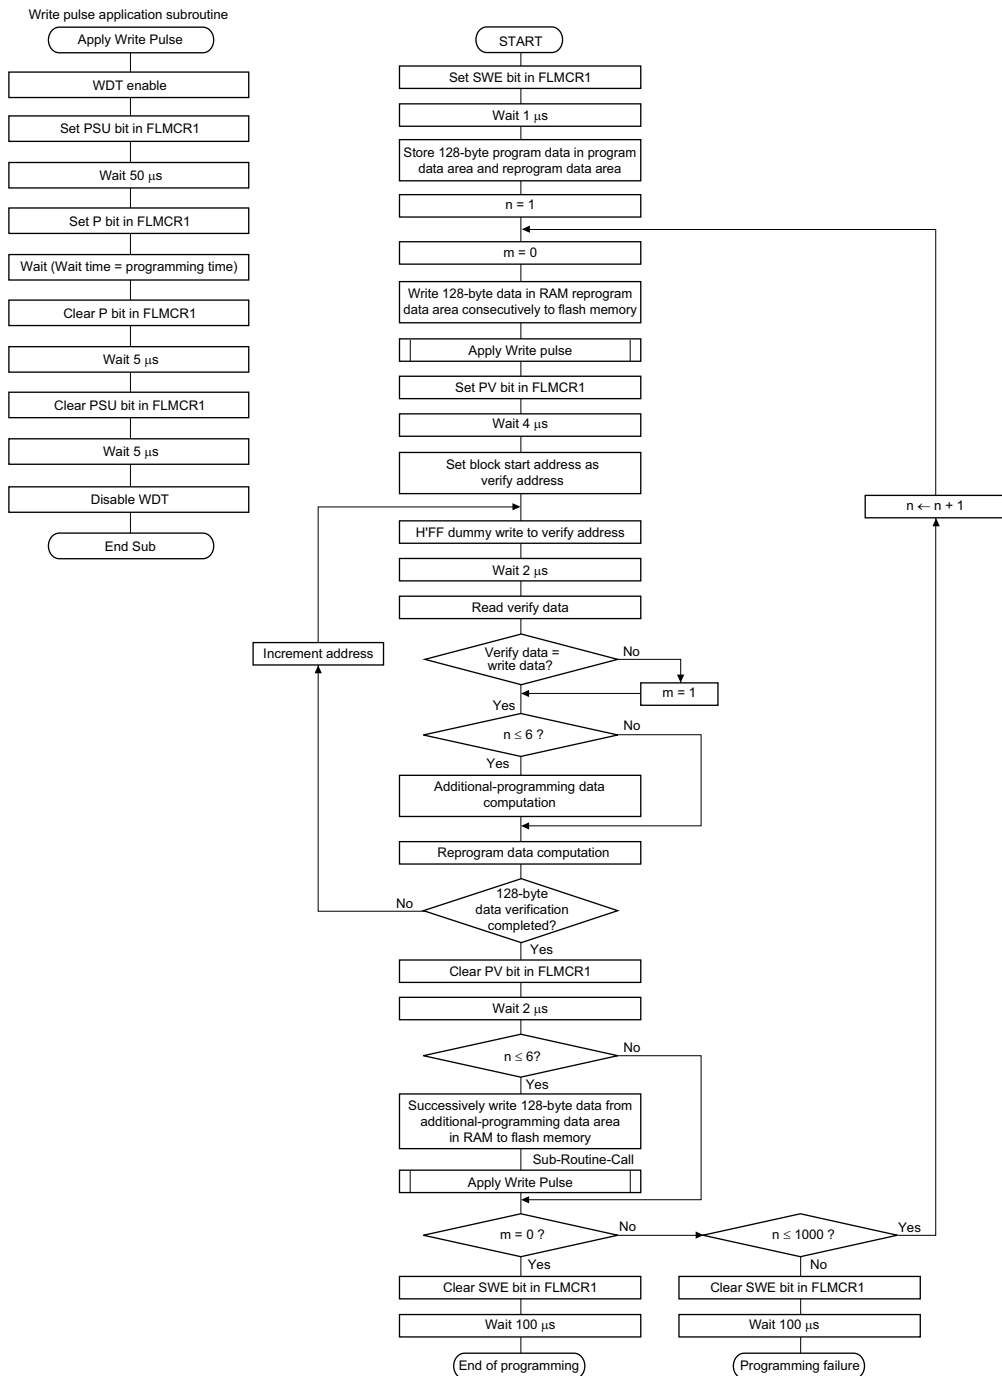 Write pulse application subroutine
Apply Write Pulse
WDT enable
Set PSU bit in FLMCR1
Wait 50 μs
Set P bit in FLMCR1
Wait (Wait time = programming time)
Clear P bit in FLMCR1
Wait 5 μs
Clear PSU bit in FLMCR1
Wait 5 μs
Disable WDT
End Sub
START
Set SWE bit in FLMCR1
Wait 1 μs
Store 128-byte program data in program
data area and reprogram data area
n = 1
m = 0
Write 128-byte data in RAM reprogram
data area consecutively to flash memory
Apply Write pulse
Set PV bit in FLMCR1
Wait 4 μs
Set block start address as
verify address
n ← n + 1
H'FF dummy write to verify address
Wait 2 μs
Read verify data
Increment address
Verify data =
write data?
No
m = 1
Yes
n ≤ 6 ?
No
Yes
Additional-programming data
computation
Reprogram data computation
128-byte
data verification
completed?
No
Yes
Clear PV bit in FLMCR1
Wait 2 μs
n ≤ 6?
No
Yes
Successively write 128-byte data from
additional-programming data area
in RAM to flash memory
Sub-Routine-Call
Apply Write Pulse
m = 0 ?
No
n ≤ 1000 ?
Yes
Yes
No
Clear SWE bit in FLMCR1
Clear SWE bit in FLMCR1
Wait 100 μs
Wait 100 μs
End of programming
Programming failure